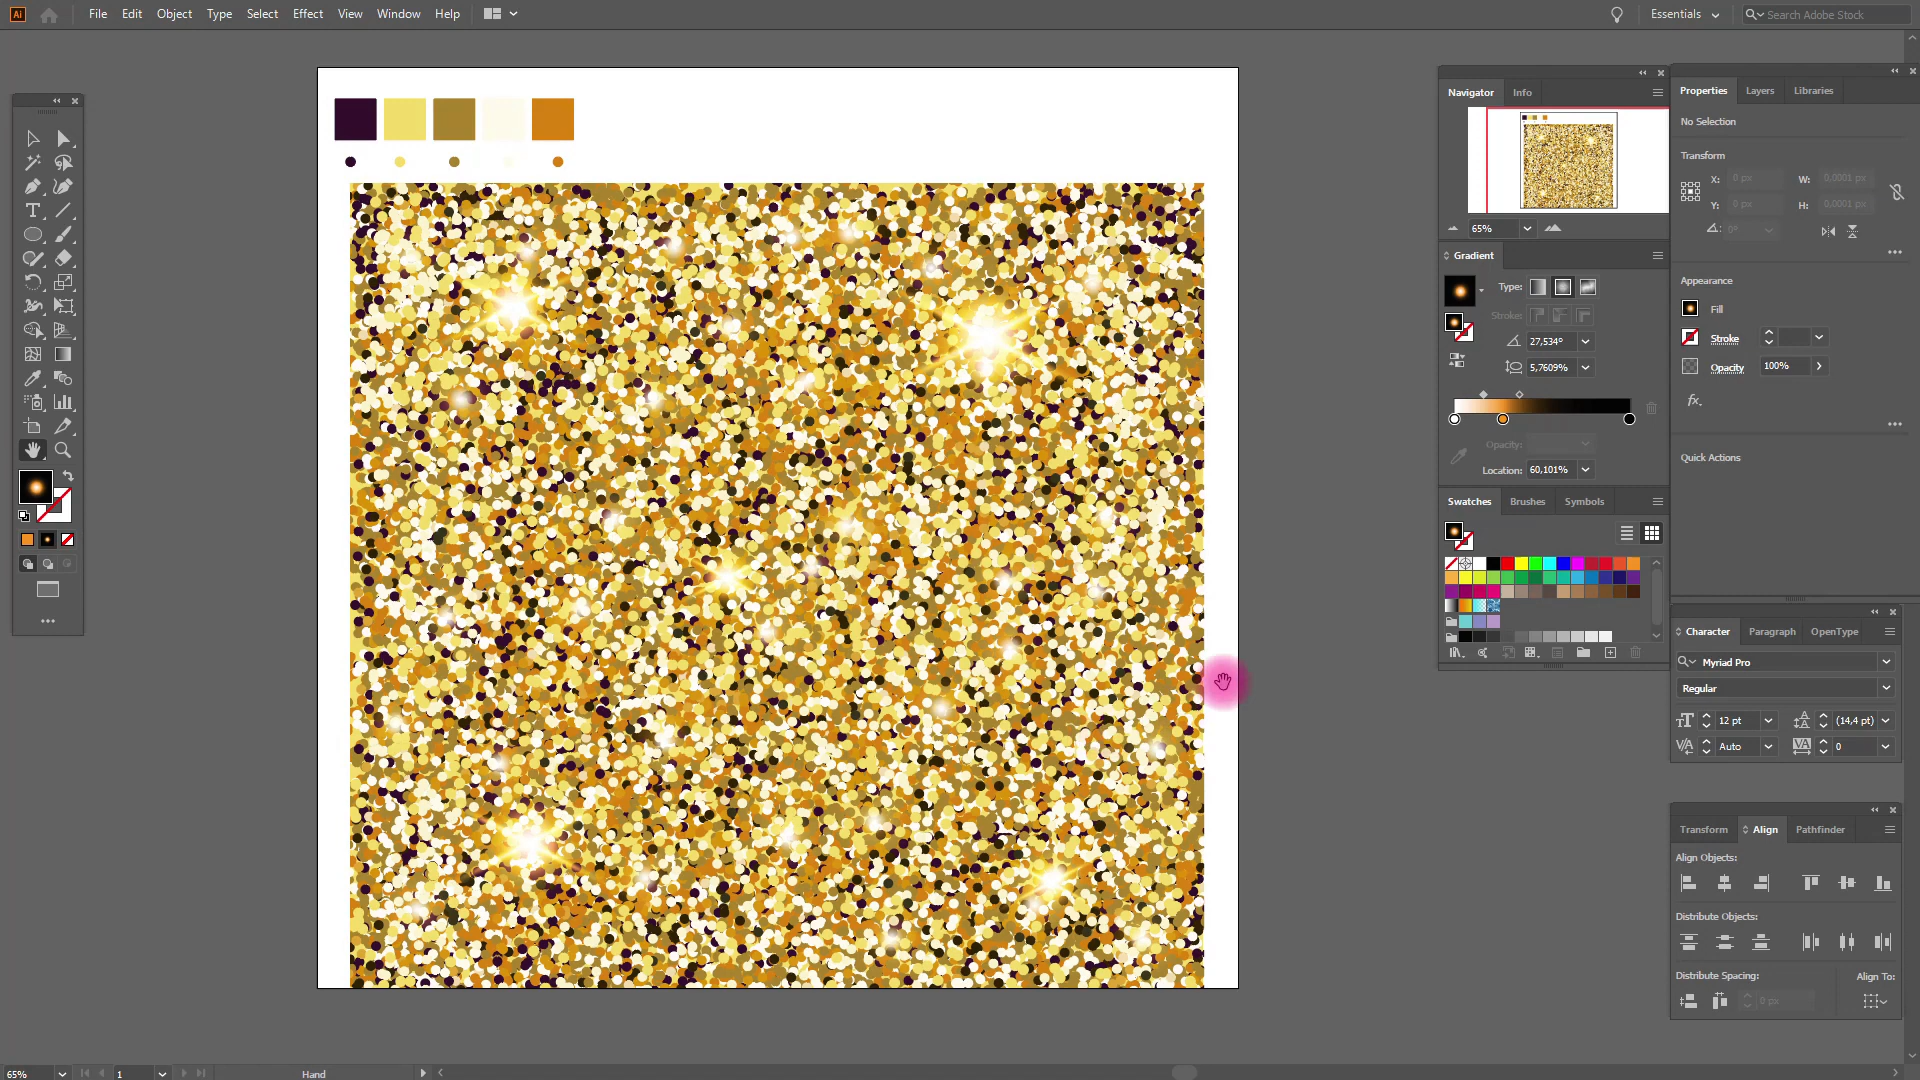 Ai
File Edit Object Type Select Effect View Window Help
Essentials
Search Adobe Stock
Navigator Info
65%
Gradient
Type:
Stroke:
27,534°
5,7609%
Opacity:
Location: 60,101%
Swatches Brushes Symbols
Properties Layers Libraries
No Selection
Transform
X: 0 px W: 0,0001 px
Y: 0 px H: 0,0001 px
0°
Appearance
Fill
Stroke
Opacity 100%
fx.
Quick Actions
Character Paragraph OpenType
Myriad Pro
Regular
12 pt (14,4 pt)
Auto 0
Transform Align Pathfinder
Align Objects:
Distribute Objects:
Distribute Spacing: Align To:
0 px
65% 1 Hand